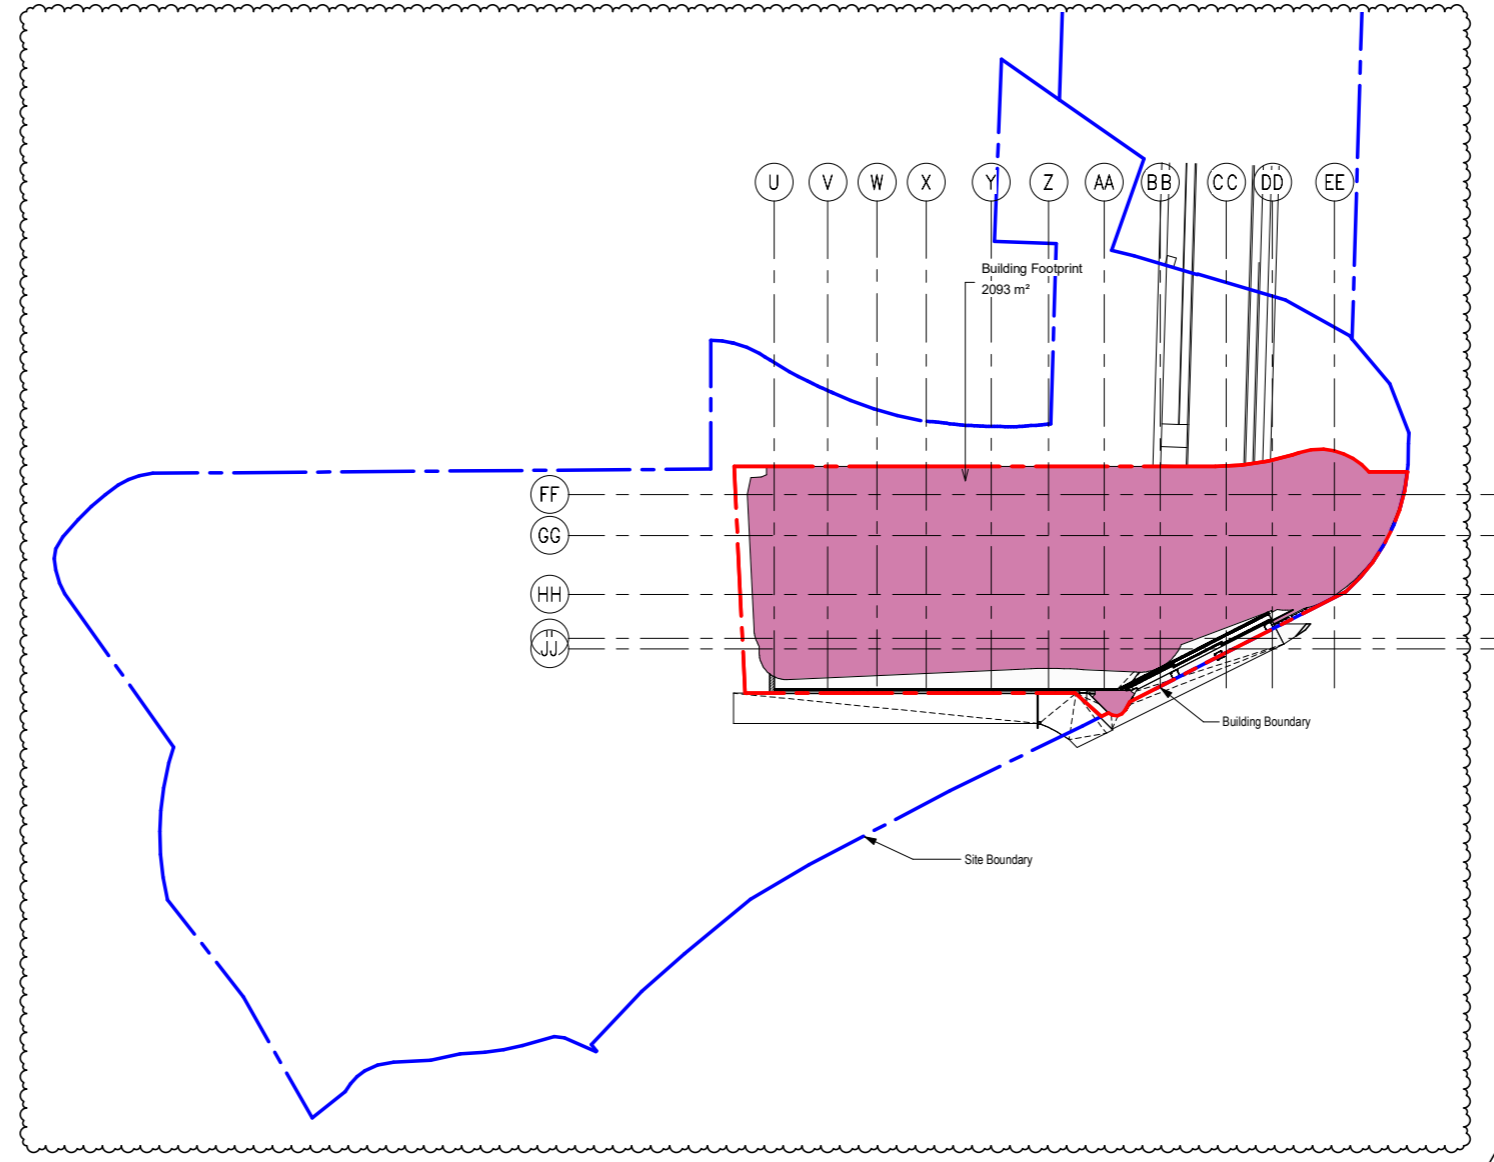 U V W X Y Z AA BB CC DD EE
Building Footprint
2093 m²
FF
GG
HH
JJ
Building Boundary
Site Boundary